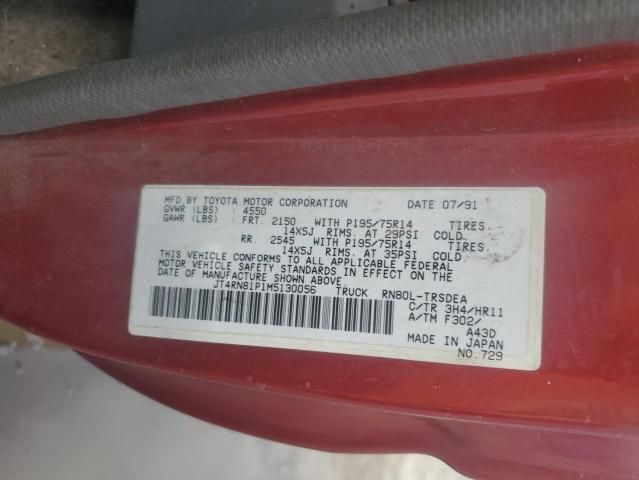 MFD.BY TOYOTA MOTOR CORPORATION DATE 07/91
GVWR (LBS) : 4550
GAWR (LBS) : FRT. 2150 WITH P195/75R14 TIRES.
14X5J RIMS. AT 29PSI COLD.
RR. 2545 WITH P195/75R14 TIRES.
14X5J RIMS. AT 35PSI COLD.
THIS VEHICLE CONFORMS TO ALL APPLICABLE FEDERAL
MOTOR VEHICLE SAFETY STANDARDS IN EFFECT ON THE
DATE OF MANUFACTURE SHOWN ABOVE.
JT4RN81P1M5130056 TRUCK RN80L-TRSDEA
C/TR 3H4/HR11
A/TM F302/
A43D
MADE IN JAPAN
NO.729